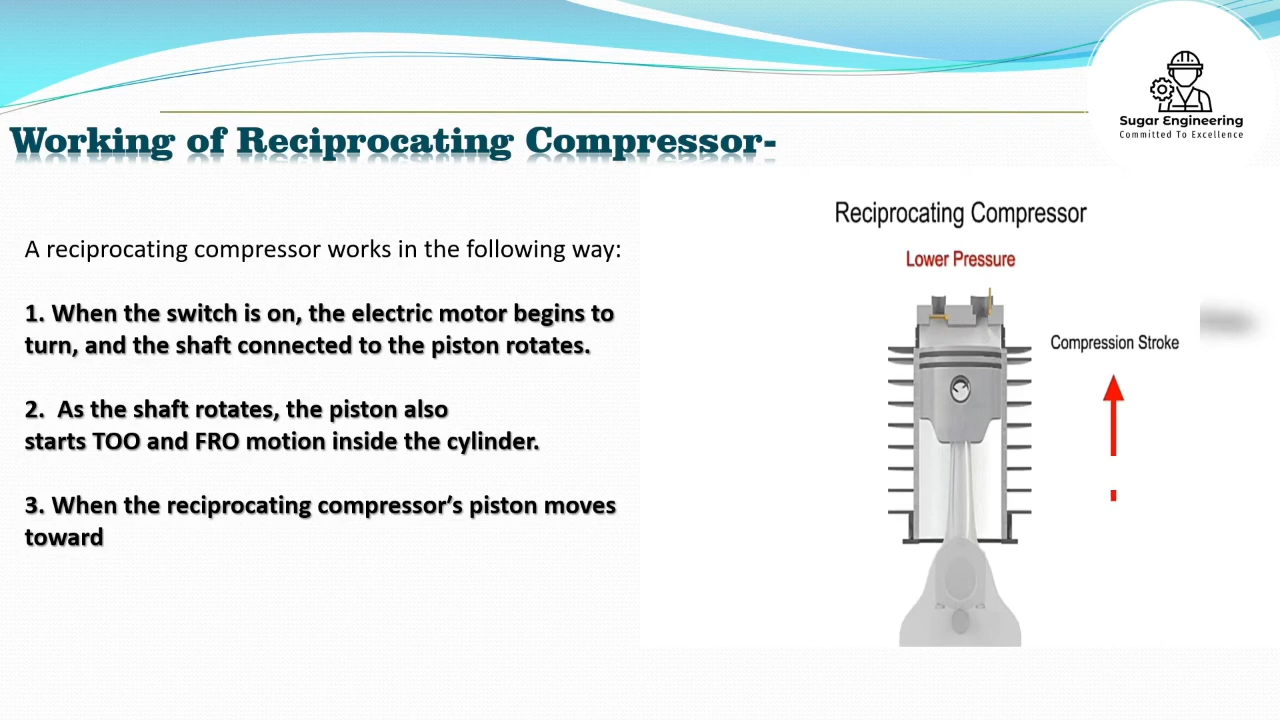 Sugar Engineering
Committed To Excellence
Working of Reciprocating Compressor-
A reciprocating compressor works in the following way:
1. When the switch is on, the electric motor begins to
turn, and the shaft connected to the piston rotates.
2.  As the shaft rotates, the piston also
starts TOO and FRO motion inside the cylinder.
3. When the reciprocating compressor’s piston moves
toward
Reciprocating Compressor
Lower Pressure
Compression Stroke